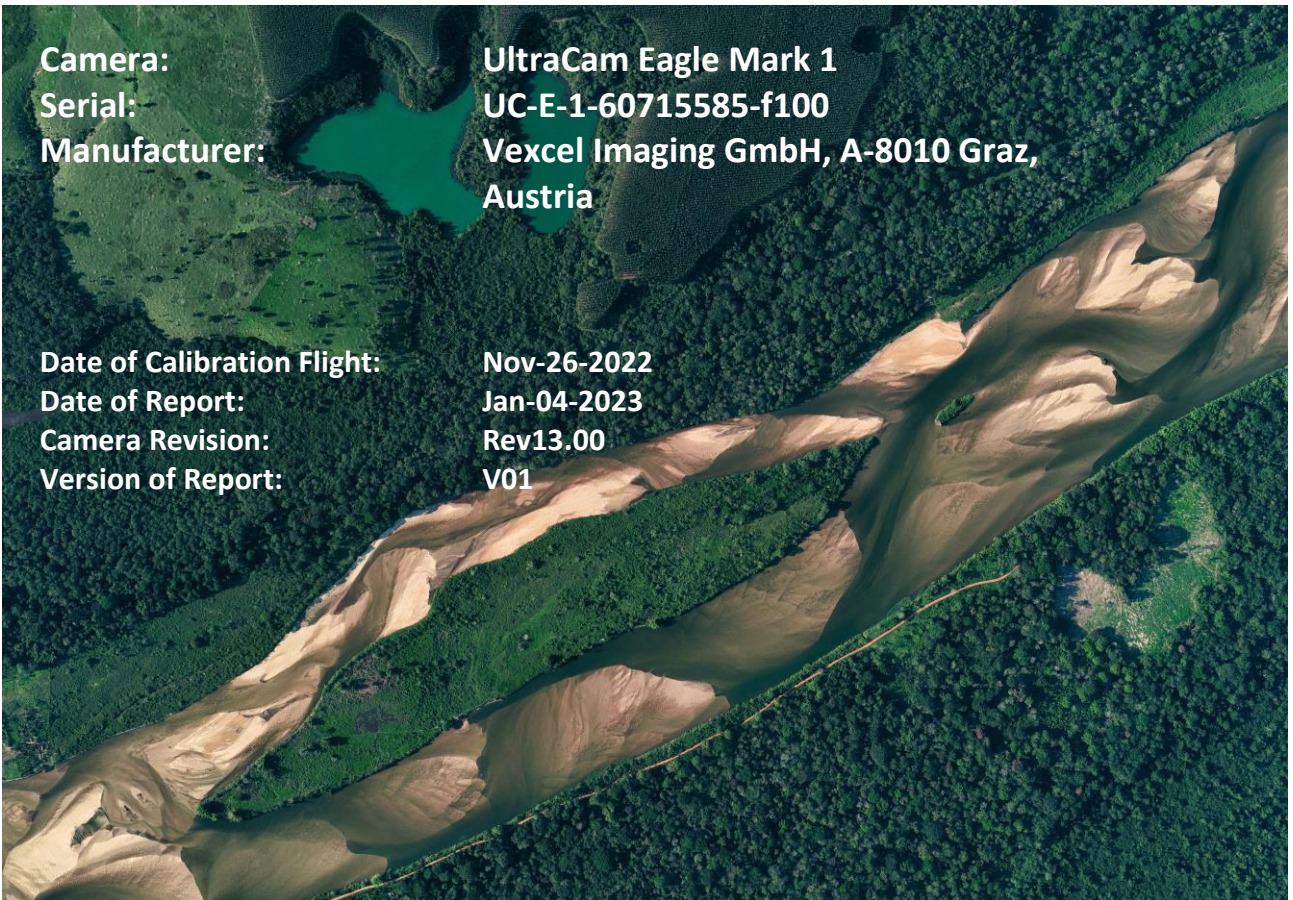 Camera: UltraCam Eagle Mark 1
Serial: UC-E-1-60715585-f100
Manufacturer: Vexcel Imaging GmbH, A-8010 Graz,
Austria
Date of Calibration Flight: Nov-26-2022
Date of Report: Jan-04-2023
Camera Revision: Rev13.00
Version of Report: V01